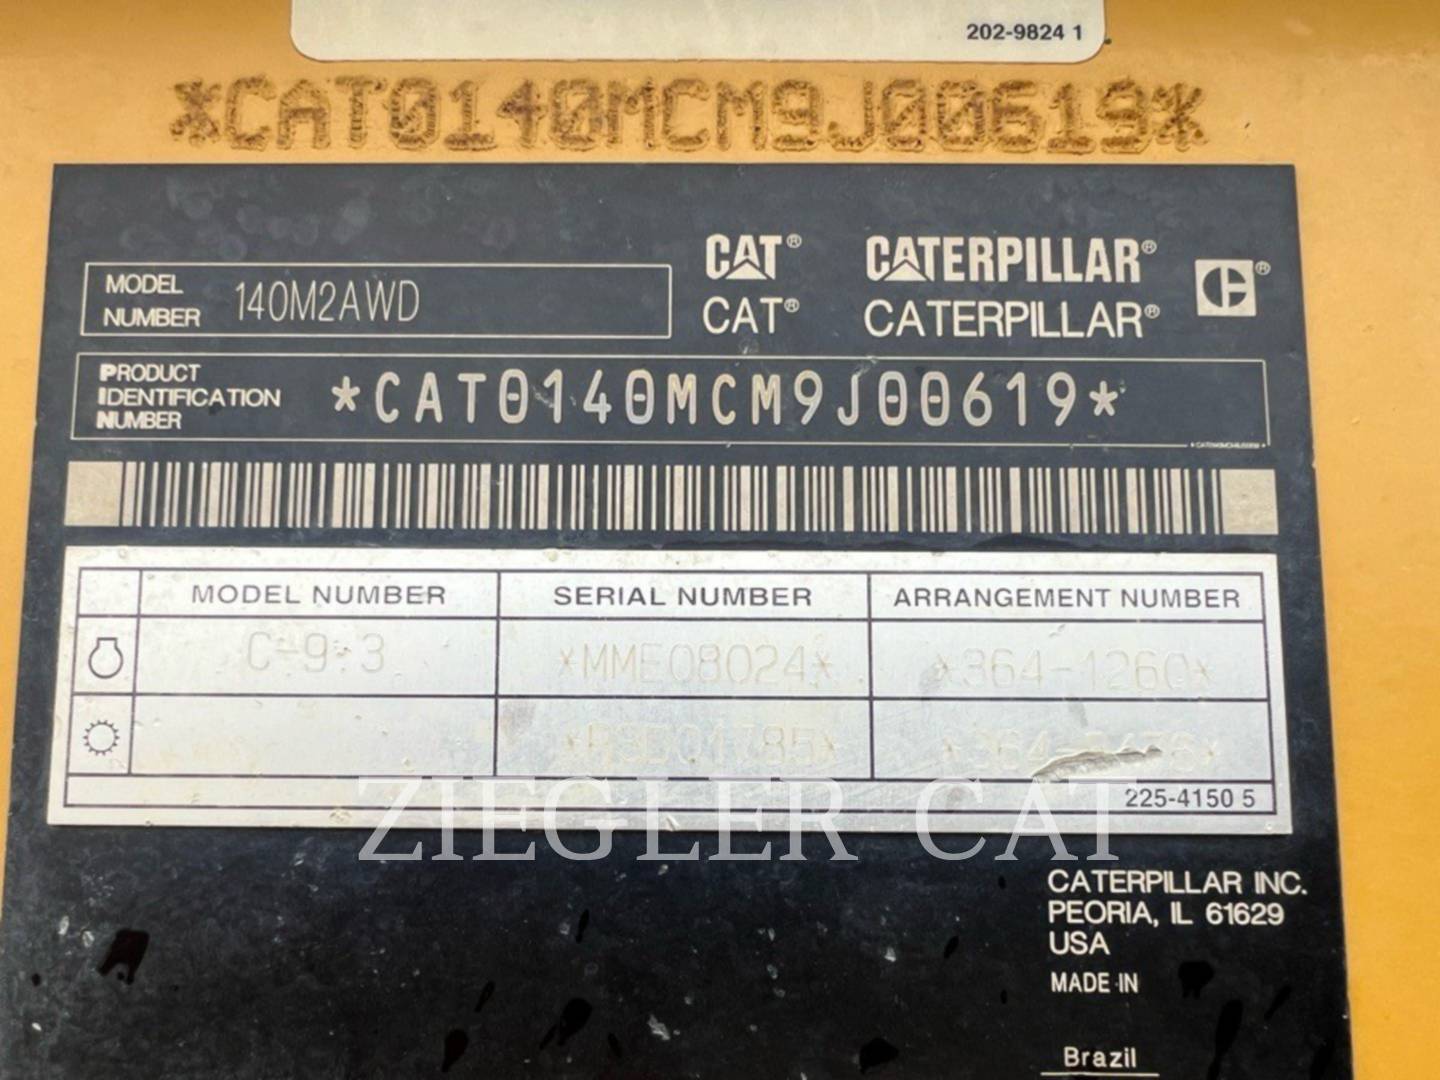 202-9824 1
*CAT0140MCM9J00619*
MODEL NUMBER 140M2AWD
CAT® CATERPILLAR®
CAT® CATERPILLAR®
PRODUCT IDENTIFICATION NUMBER *CAT0140MCM9J00619*
MODEL NUMBER SERIAL NUMBER ARRANGEMENT NUMBER
C-9.3 *MME08024* *364-1260*
225-4150 5
ZIEGLER CAT
CATERPILLAR INC.
PEORIA, IL 61629
USA
MADE IN
Brazil